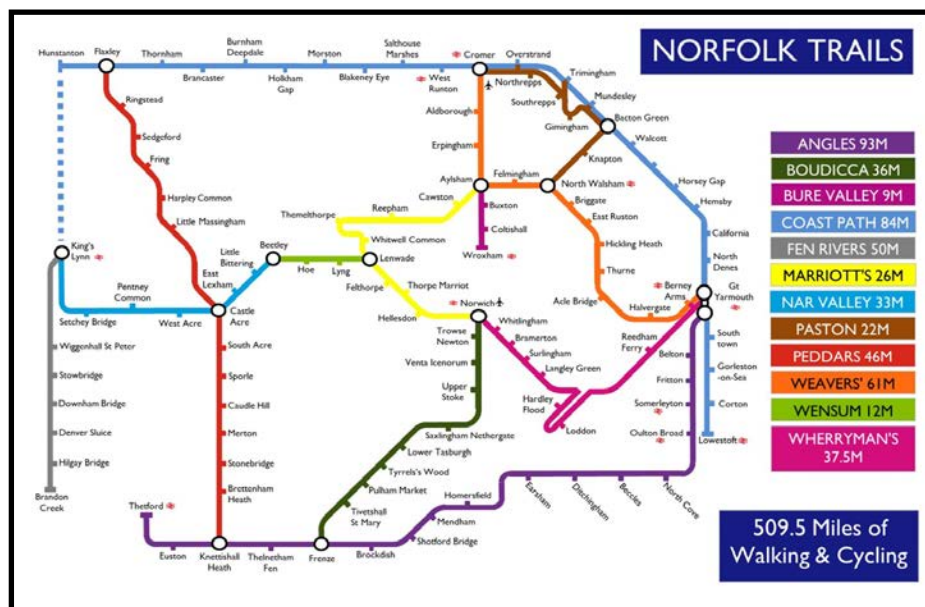 NORFOLK TRAILS
Hunstanton
Flaxley
Thornham
Brancaster
Burnham
Deepdale
Holkham
Gap
Morston
Blakeney Eye
Salthouse
Marshes
West
Runton
Cromer
Overstrand
Northrepps
Southrepps
Trimingham
Gimingham
Mundesley
Bacton Green
Walcott
Knapton
Horsey Gap
Hemsby
California
North
Denes
Gt
Yarmouth
South
town
Gorleston
-on-Sea
Corton
Lowestoft
Ringstead
Sedgeford
Fring
Harpley Common
Little Massingham
Aldborough
Erpingham
Aylsham
Felmingham
North Walsham
Briggate
East Ruston
Hickling Heath
Thurne
Acle Bridge
Halvergate
Berney
Arms
Cawston
Reepham
Themelthorpe
Whitwell Common
Lenwade
Buxton
Coltishall
Wroxham
King's
Lynn
Little
Bittering
Beetley
Hoe
Lyng
East
Lexham
Castle
Acre
Pentney
Common
Setchey Bridge
West Acre
Felthorpe
Thorpe Marriot
Hellesdon
Norwich
Whitlingham
Bramerton
Surlingham
Langley Green
Hardley
Flood
Loddon
Reedham
Ferry
Trowse
Newton
Venta Icenorum
Upper
Stoke
Saxlingham Nethergate
Lower Tasburgh
Tyrrel's Wood
Pulham Market
Tivetshall
St Mary
Wiggenhall St Peter
Stowbridge
Downham Bridge
Denver Sluice
Hilgay Bridge
Brandon
Creek
South Acre
Sporle
Caudle Hill
Merton
Stonebridge
Brettenham
Heath
Thetford
Euston
Knettishall
Heath
Thelnetham
Fen
Frenze
Brockdish
Shotford Bridge
Mendham
Homersfield
Earsham
Ditchingham
Beccles
North Cove
Belton
Fritton
Somerleyton
Oulton Broad
ANGLES 93M
BOUDICCA 36M
BURE VALLEY 9M
COAST PATH 84M
FEN RIVERS 50M
MARRIOTT'S 26M
NAR VALLEY 33M
PASTON 22M
PEDDARS 46M
WEAVERS' 61M
WENSUM 12M
WHERRYMAN'S
37.5M
509.5 Miles of
Walking & Cycling